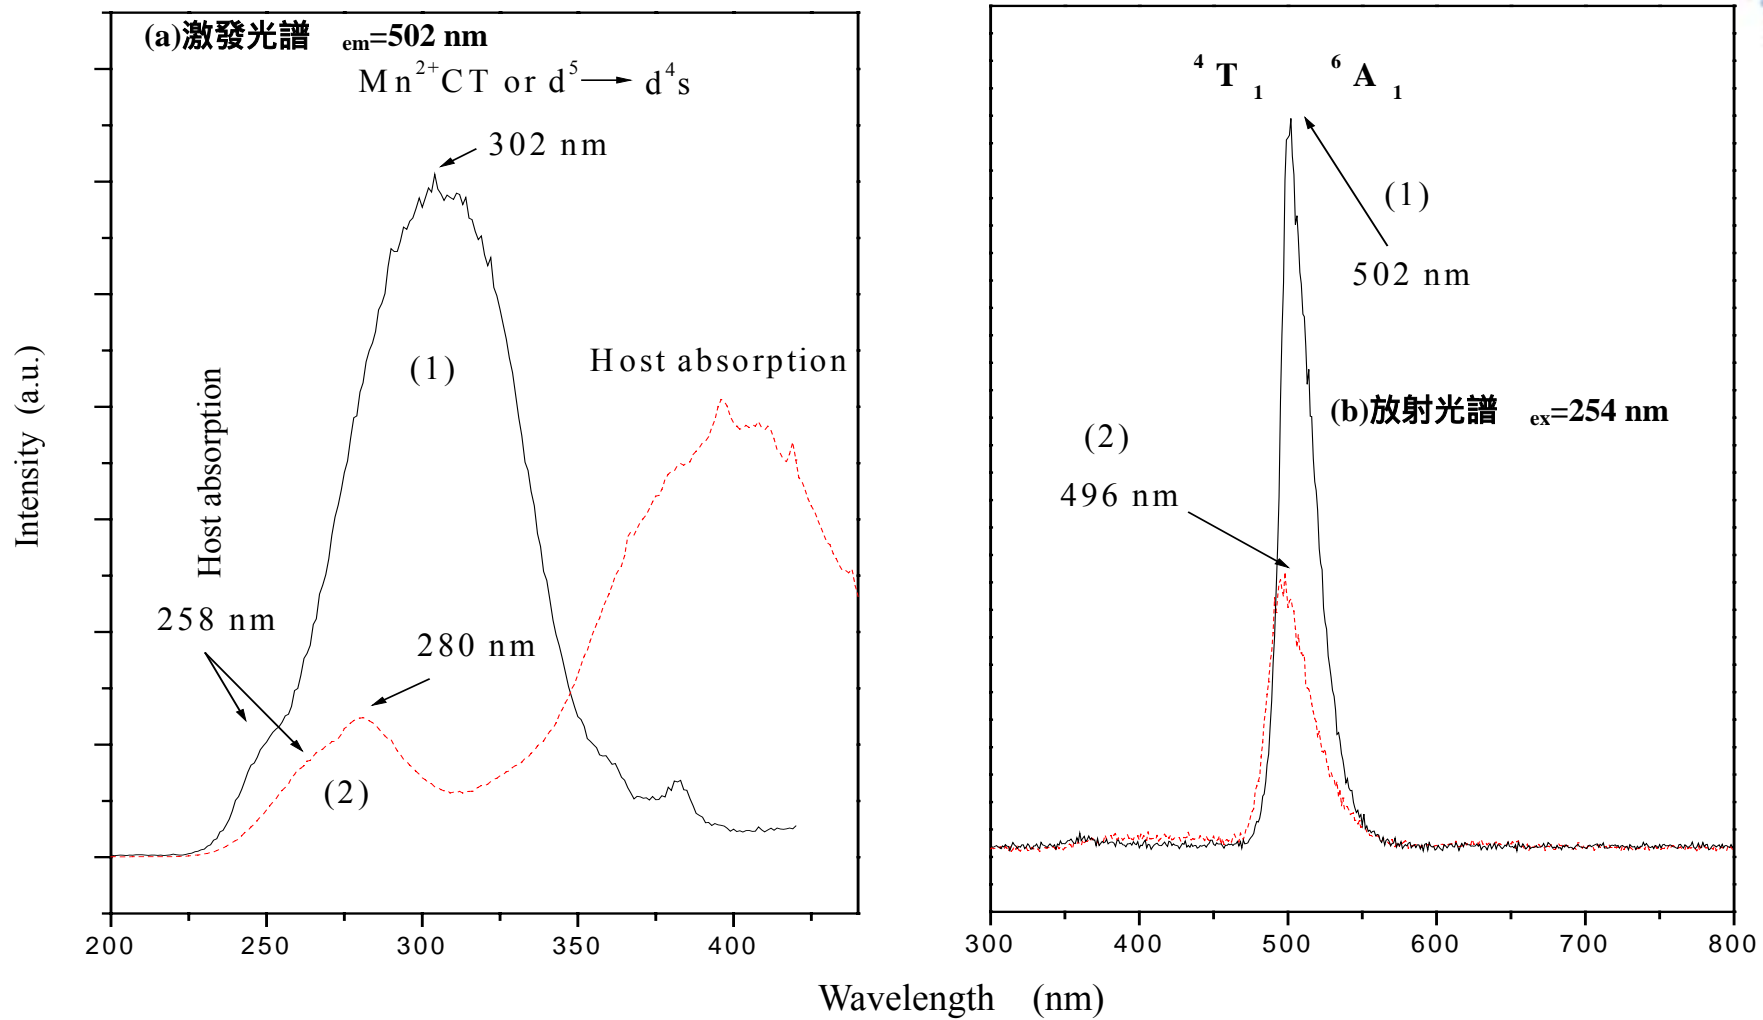 (a)激發光譜 em=502 nm
Mn2+CT or d5 → d4s
302 nm
(1)
Host absorption
Host absorption
258 nm
280 nm
(2)
Intensity (a.u.)
200 250 300 350 400
4T1 6A1
(1)
502 nm
(b)放射光譜 ex=254 nm
(2)
496 nm
300 400 500 600 700 800
Wavelength (nm)